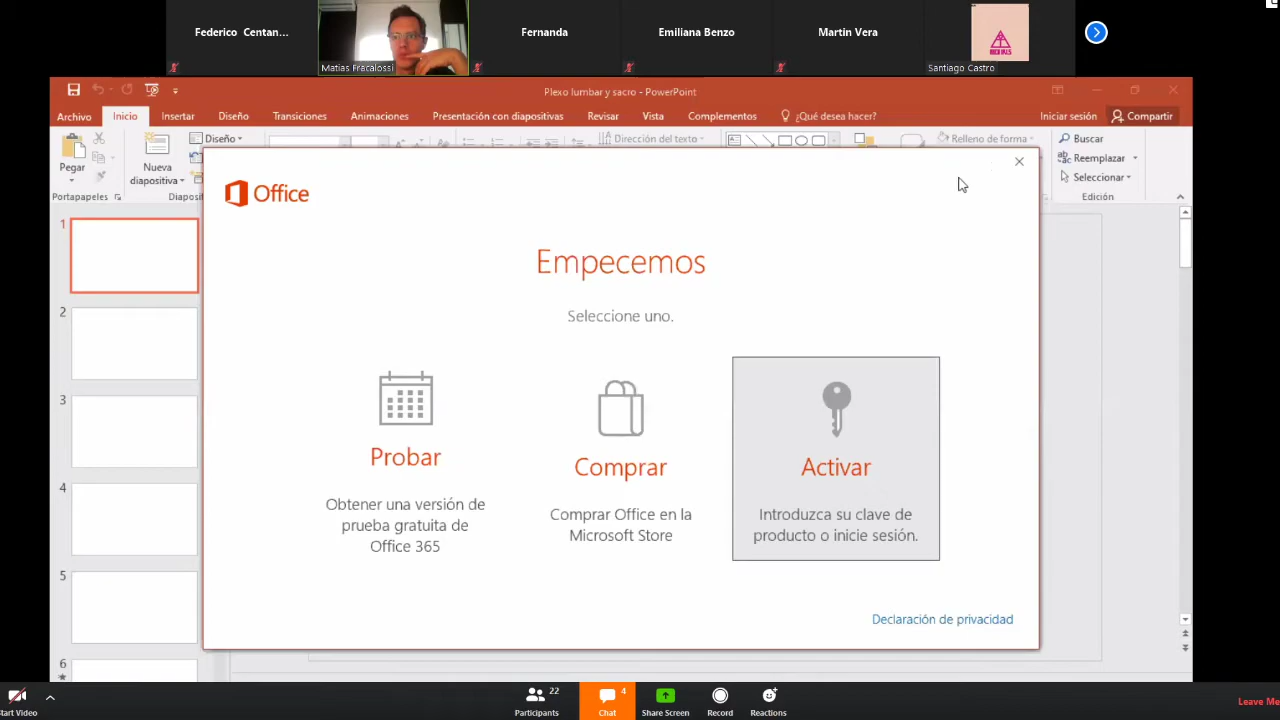 Federico Centan...
Matias Fracalossi
Fernanda
Emiliana Benzo
Martin Vera
Santiago Castro
Plexo lumbar y sacro - PowerPoint
Archivo
Inicio
Insertar
Diseño
Transiciones
Animaciones
Presentación con diapositivas
Revisar
Vista
Complementos
¿Qué desea hacer?
Iniciar sesión
Compartir
Pegar
Nueva
diapositiva
Diseño
Dirección del texto
Relleno de forma
Buscar
Reemplazar
Seleccionar
Portapapeles
Diaposi
Edición
1
2
3
4
5
6
Office
Empecemos
Seleccione uno.
Probar
Obtener una versión de
prueba gratuita de
Office 365
Comprar
Comprar Office en la
Microsoft Store
Activar
Introduzca su clave de
producto o inicie sesión.
Declaración de privacidad
Start Video
Participants
22
Chat
4
Share Screen
Record
Reactions
Leave Me